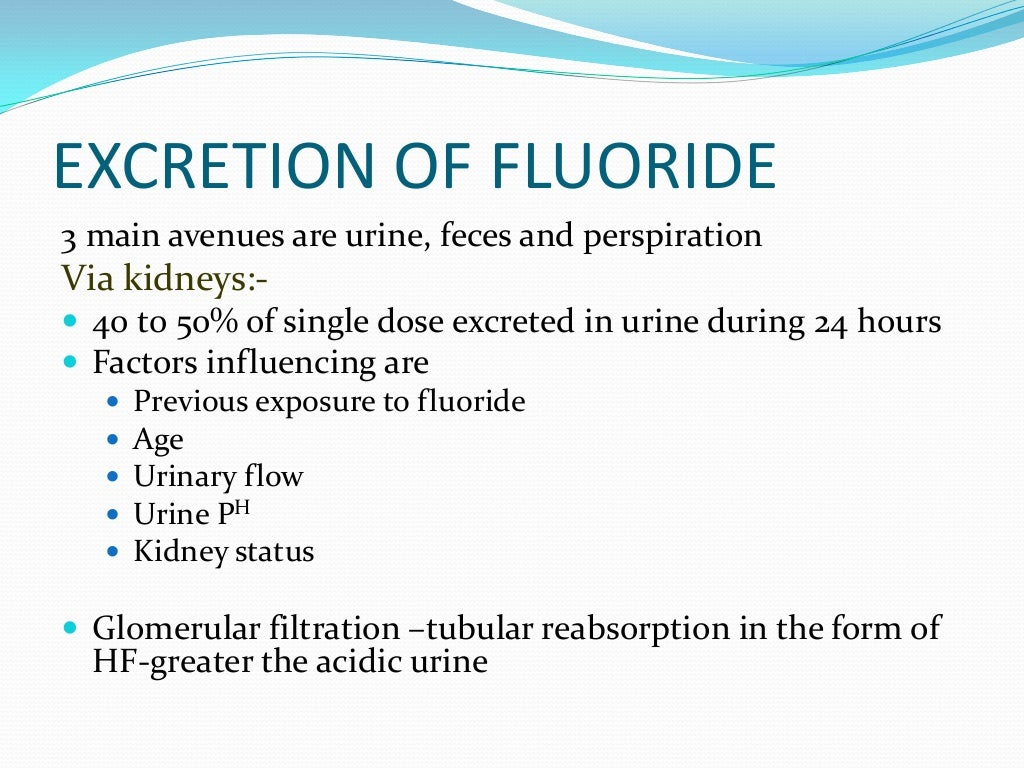 EXCRETION OF FLUORIDE
3 main avenues are urine, feces and perspiration
Via kidneys:-
• 40 to 50% of single dose excreted in urine during 24 hours
• Factors influencing are
• Previous exposure to fluoride
• Age
• Urinary flow
• Urine Pᴴ
• Kidney status
• Glomerular filtration –tubular reabsorption in the form of
HF-greater the acidic urine